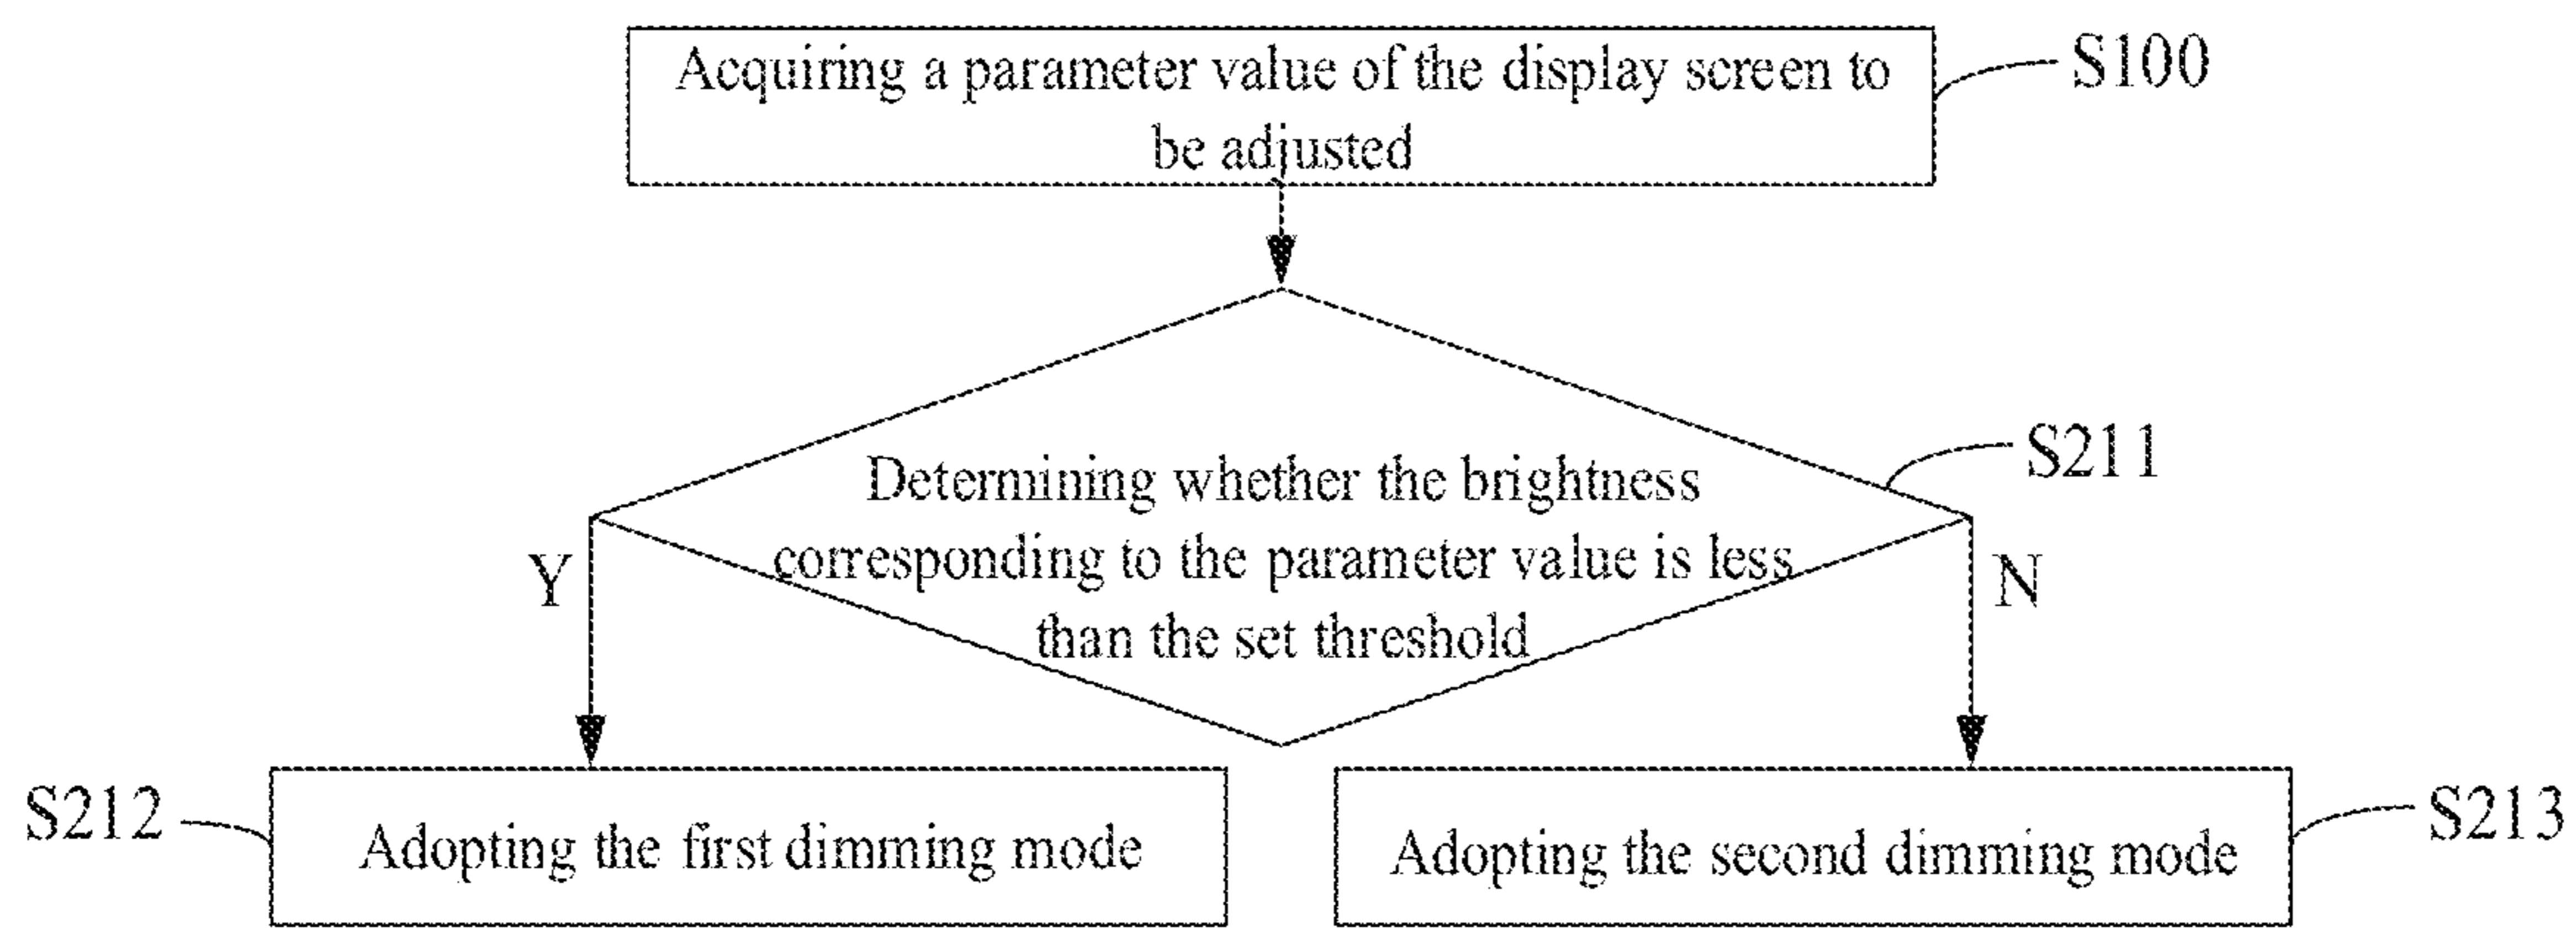 Acquiring a parameter value of the display screen to
be adjusted
S100
Determining whether the brightness
corresponding to the parameter value is less
than the set threshold
S211
Y
N
S212
Adopting the first dimming mode
Adopting the second dimming mode
S213